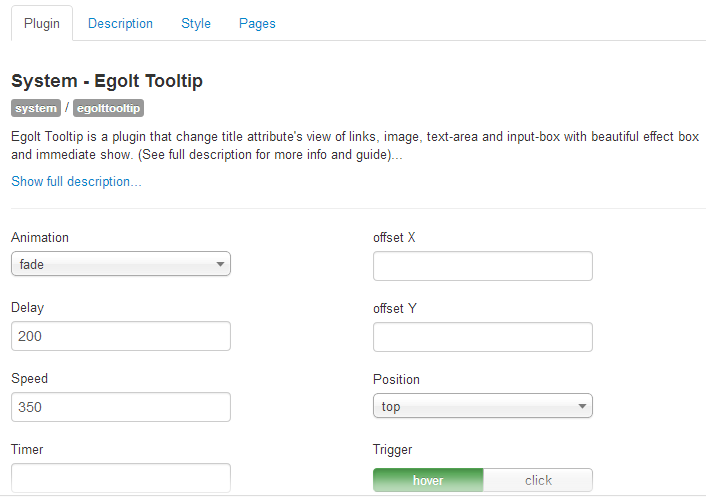 Plugin Description Style Pages
System - Egolt Tooltip
system / egolttooltip
Egolt Tooltip is a plugin that change title attribute's view of links, image, text-area and input-box with beautiful effect box
and immediate show. (See full description for more info and guide)...
Show full description...
Animation
fade
Delay
200
Speed
350
Timer
offset X
offset Y
Position
top
Trigger
hover click